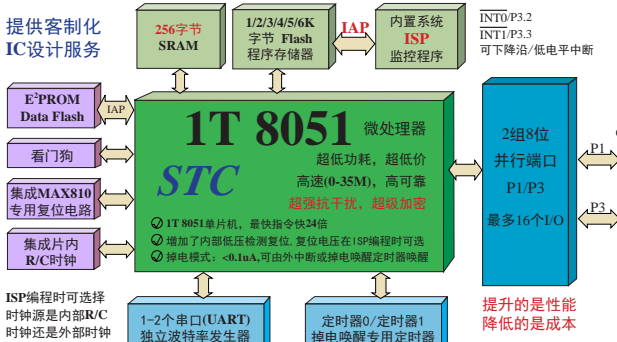 提供客制化
IC设计服务
256字节
SRAM
1/2/3/4/5/6K
字节 Flash
程序存储器
IAP
内置系统
ISP
监控程序
INT0/P3.2
INT1/P3.3
可下降沿/低电平中断
E²PROM
Data Flash
IAP
看门狗
集成MAX810
专用复位电路
集成片内
R/C时钟
1T 8051 微处理器
STC
超低功耗，超低价
高速(0-35M)，高可靠
超强抗干扰，超级加密
1T 8051单片机，最快指令快24倍
增加了内部低压检测复位,复位电压在ISP编程时可选
掉电模式：<0.1uA,可由外中断或掉电唤醒定时器唤醒
2组8位
并行端口
P1/P3
最多16个I/O
P1
P3
ISP编程时可选择
时钟源是内部R/C
时钟还是外部时钟
1-2个串口(UART)
独立波特率发生器
定时器0/定时器1
掉电唤醒专用定时器
提升的是性能
降低的是成本